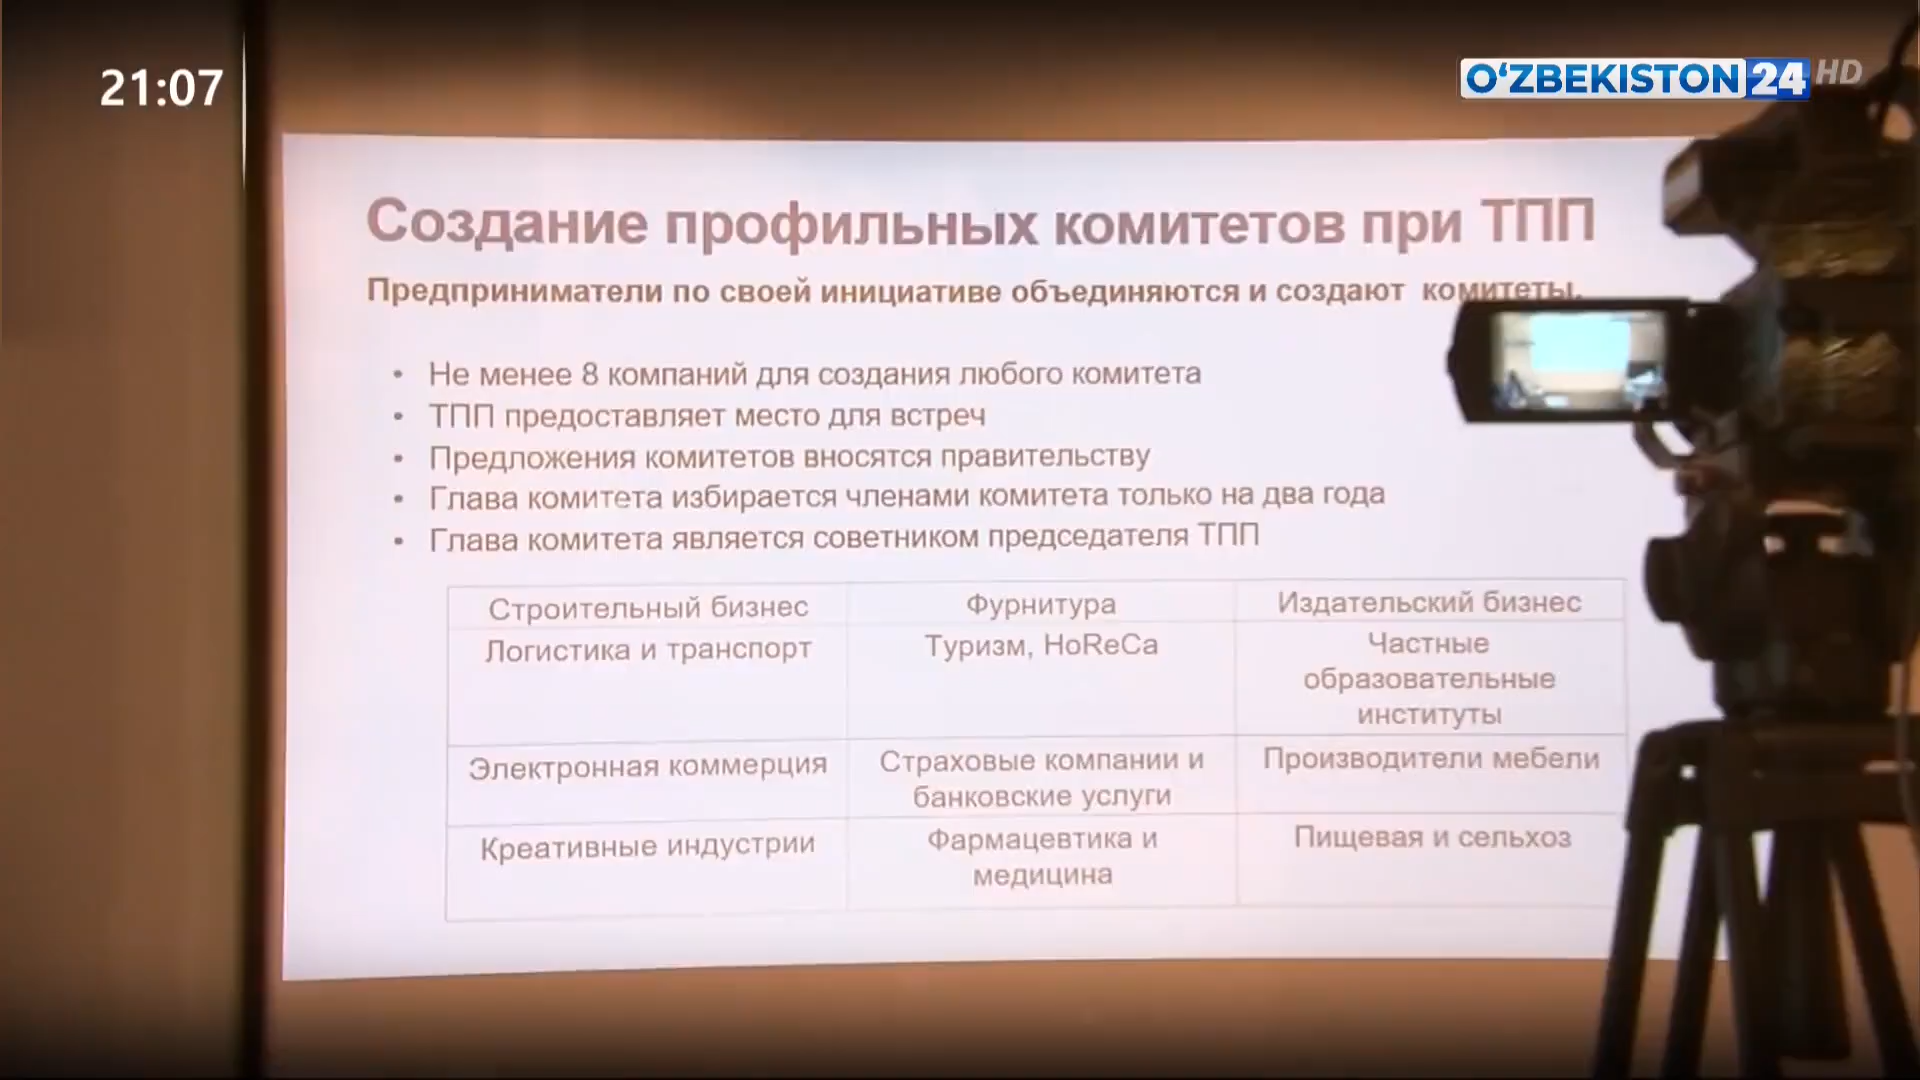 21:07
O‘ZBEKISTON 24 HD
Создание профильных комитетов при ТПП
Предприниматели по своей инициативе объединяются и создают комитеты.
• Не менее 8 компаний для создания любого комитета
• ТПП предоставляет место для встреч
• Предложения комитетов вносятся правительству
• Глава комитета избирается членами комитета только на два года
• Глава комитета является советником председателя ТПП
Строительный бизнес
Фурнитура
Издательский бизнес
Логистика и транспорт
Туризм, HoReCa
Частные
образовательные
институты
Электронная коммерция
Страховые компании и
банковские услуги
Производители мебели
Креативные индустрии
Фармацевтика и
медицина
Пищевая и сельхоз